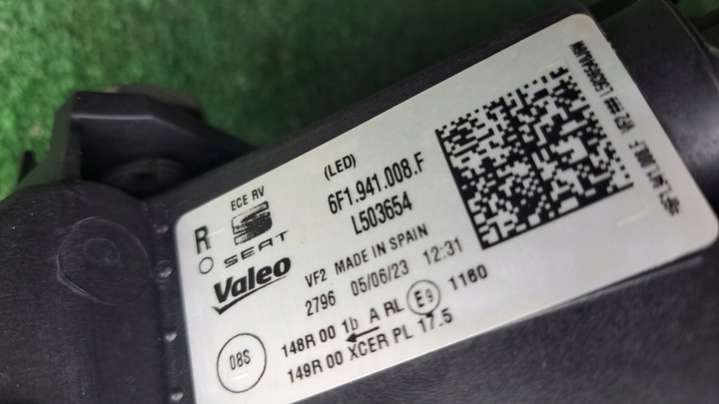 (LED)
ECE RV
6F1.941.008.F
R
SEAT
L503654
Valeo
VF2 MADE IN SPAIN
2796 05/06/23 12:31
08S
148R 00 1b A RL E9 1160
149R 00 XCER PL 17.5